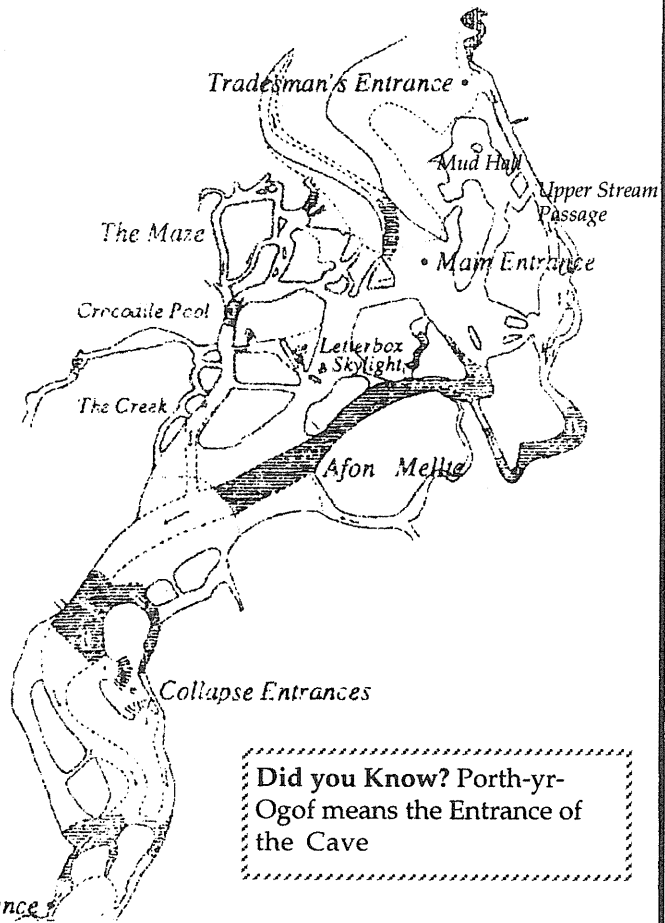 Tradesman's Entrance
Mud Hall
Upper Stream
Passage
The Maze
Main Entrance
Crocodile Pool
Letterbox
Skylight
The Creek
Afon Mellte
Collapse Entrances
Did you Know? Porth-yr-
Ogof means the Entrance of
the Cave